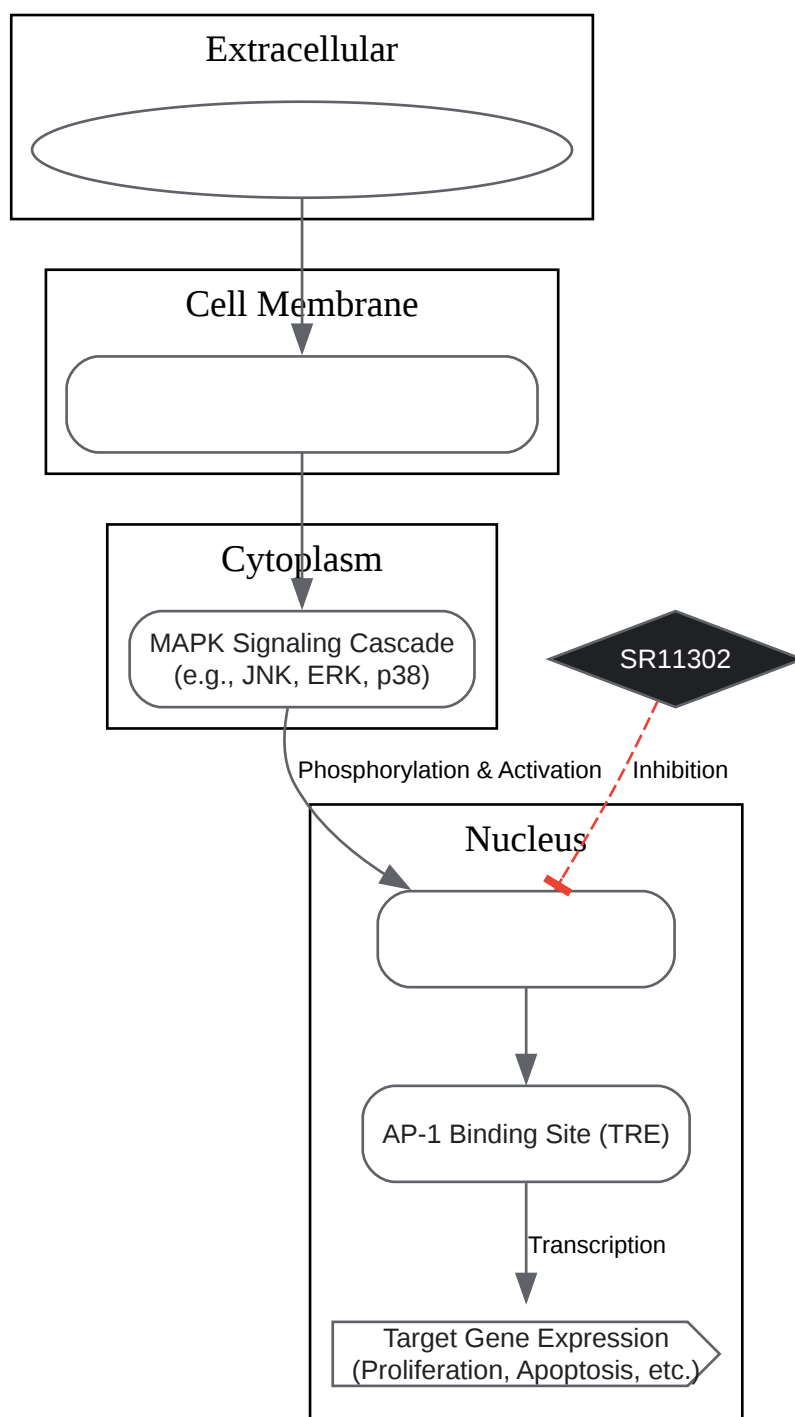 Extracellular
Cell Membrane
Cytoplasm
MAPK Signaling Cascade
(e.g., JNK, ERK, p38)
SR11302
Phosphorylation & Activation
Inhibition
Nucleus
AP-1 Binding Site (TRE)
Transcription
Target Gene Expression
(Proliferation, Apoptosis, etc.)